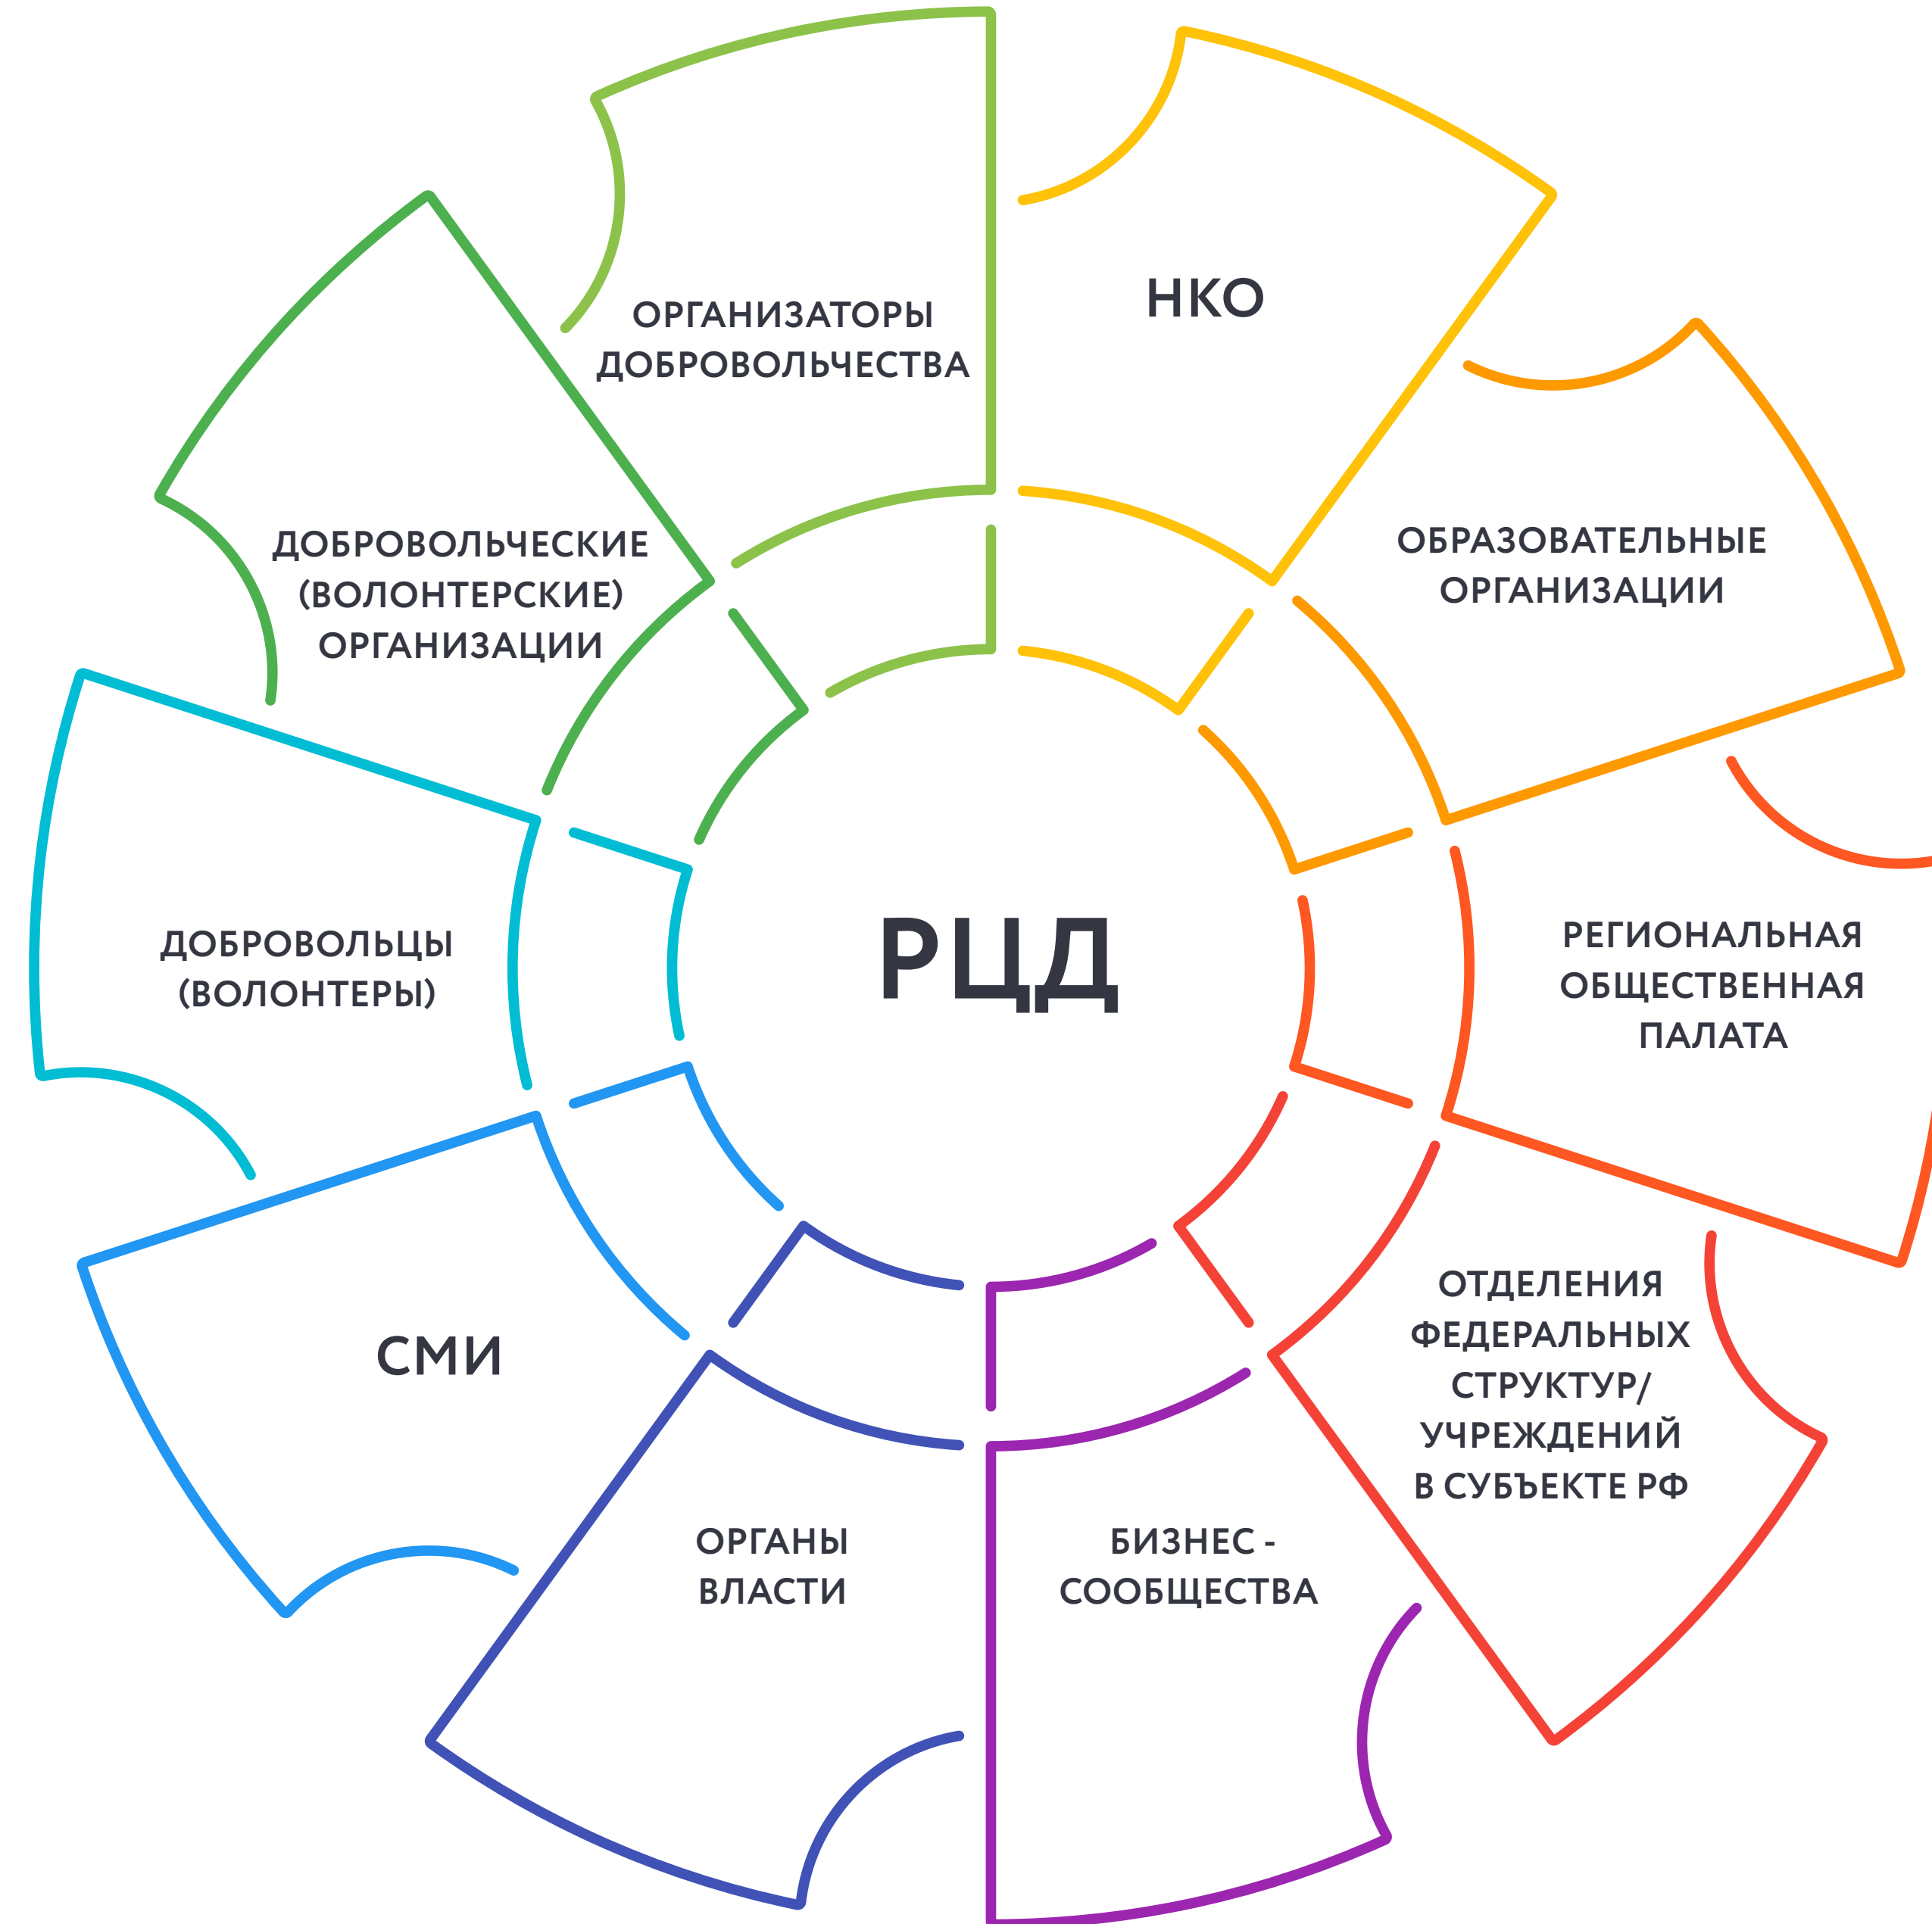 НКО
ОРГАНИЗАТОРЫ
ДОБРОВОЛЬЧЕСТВА
ОБРАЗОВАТЕЛЬНЫЕ
ОРГАНИЗАЦИИ
ДОБРОВОЛЬЧЕСКИЕ
(ВОЛОНТЕРСКИЕ)
ОРГАНИЗАЦИИ
РЕГИОНАЛЬНАЯ
ОБЩЕСТВЕННАЯ
ПАЛАТА
ДОБРОВОЛЬЦЫ
(ВОЛОНТЕРЫ)
РЦД
ОТДЕЛЕНИЯ
ФЕДЕРАЛЬНЫХ
СТРУКТУР/
УЧРЕЖДЕНИЙ
В СУБЪЕКТЕ РФ
СМИ
ОРГАНЫ
ВЛАСТИ
БИЗНЕС -
СООБЩЕСТВА